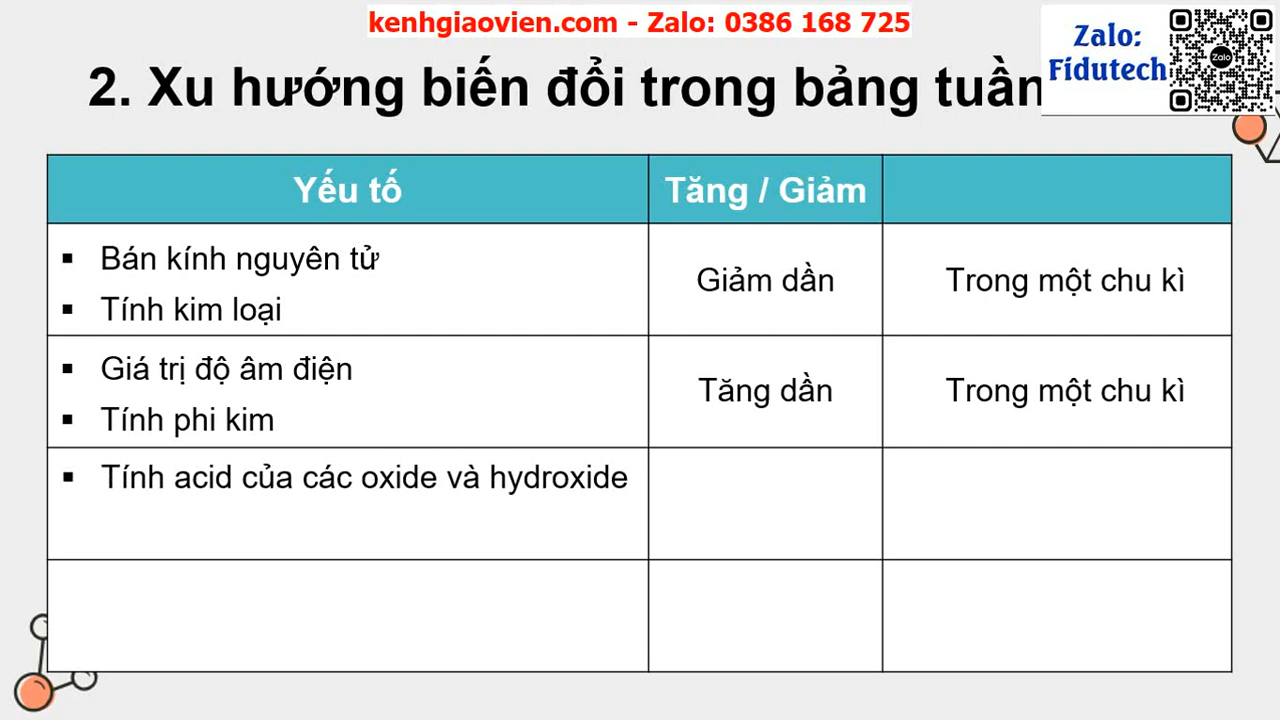 kenhgiaovien.com - Zalo: 0386 168 725
Zalo:
Fidutech
Zalo
2. Xu hướng biến đổi trong bảng tuần
Yếu tố
Tăng / Giảm
▪ Bán kính nguyên tử
▪ Tính kim loại
Giảm dần
Trong một chu kì
▪ Giá trị độ âm điện
▪ Tính phi kim
Tăng dần
Trong một chu kì
▪ Tính acid của các oxide và hydroxide